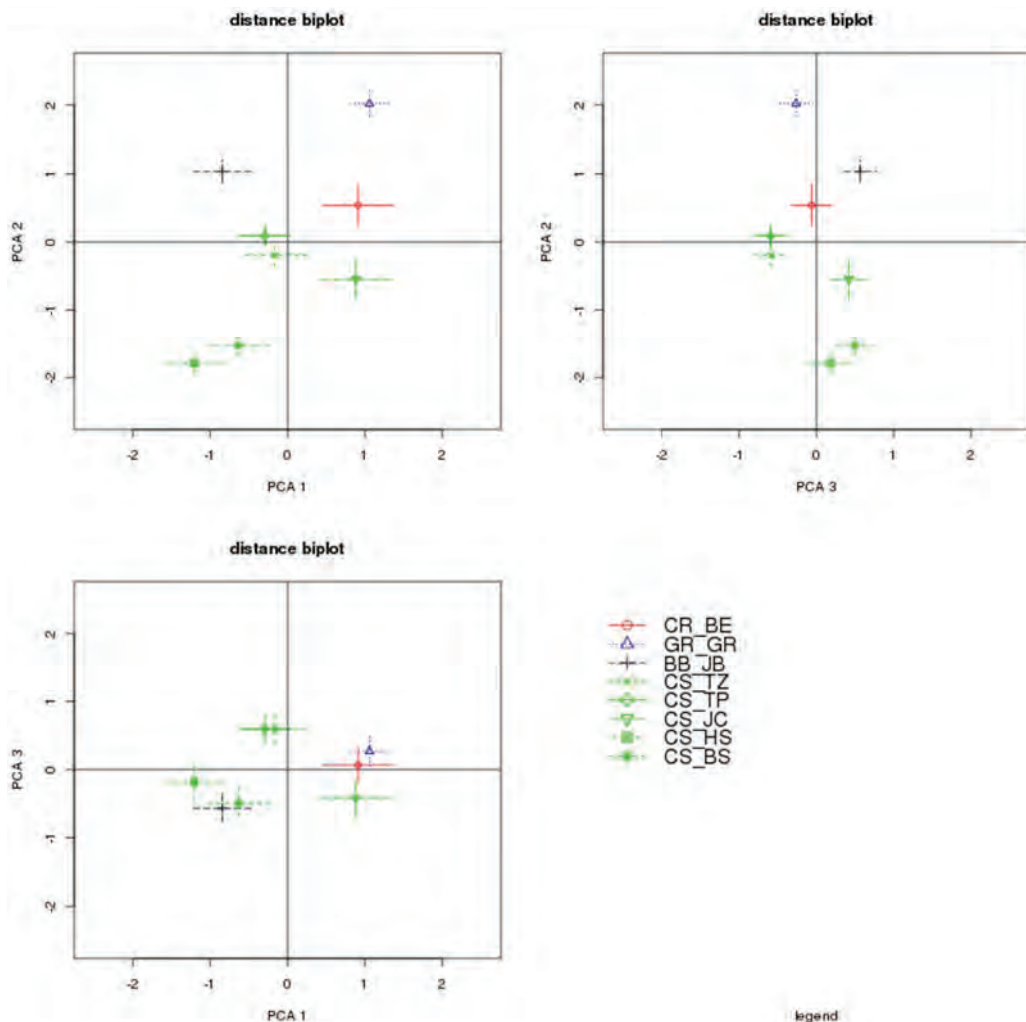 distance biplot
PCA 2
2
1
0
-1
-2
-2
-1
0
1
2
PCA 1
distance biplot
PCA 2
2
1
0
-1
-2
-2
-1
0
1
2
PCA 3
distance biplot
PCA 3
2
1
0
-1
-2
-2
-1
0
1
2
PCA 1
CR_BE
GR_GR
BB_JB
CS_TZ
CS_TP
CS_JC
CS_HS
CS_BS
legend